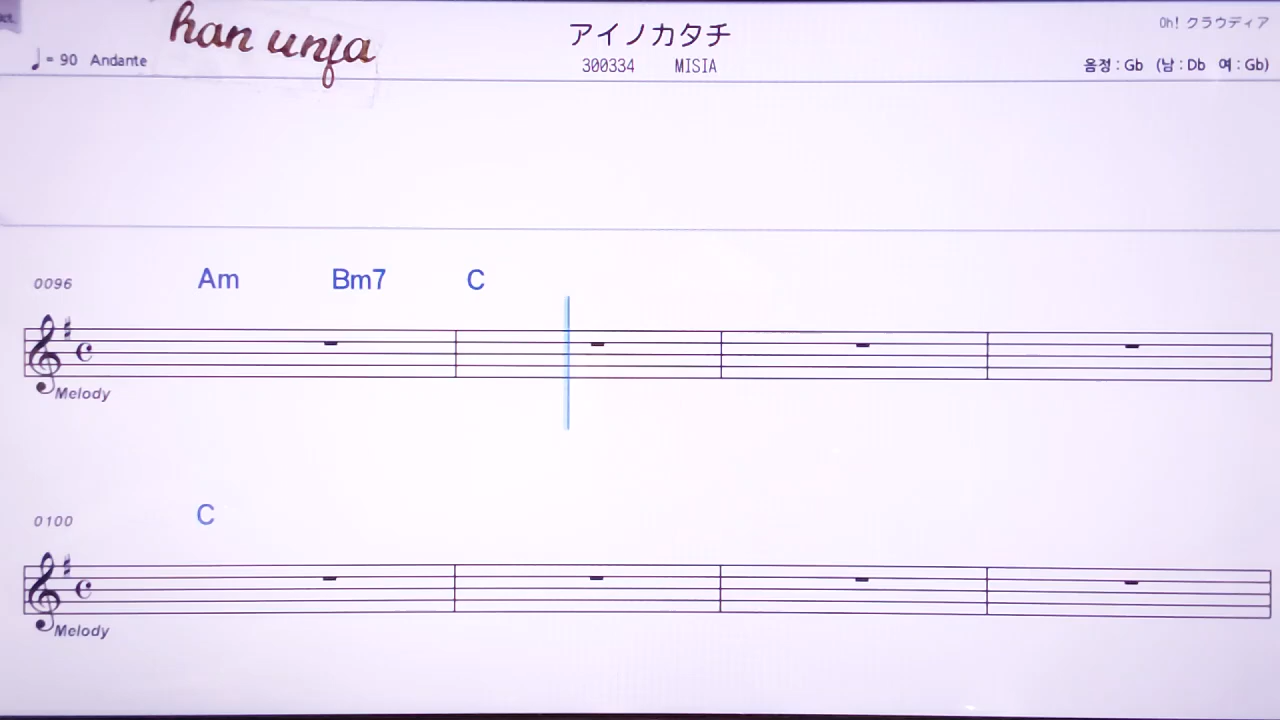 han unja
アイノカタチ
Oh! クラウディア
♩= 90 Andante
300334 MISIA
음정 : Gb (남 : Db 여 : Gb)
0096
Am Bm7 C
Melody
0100
C
Melody